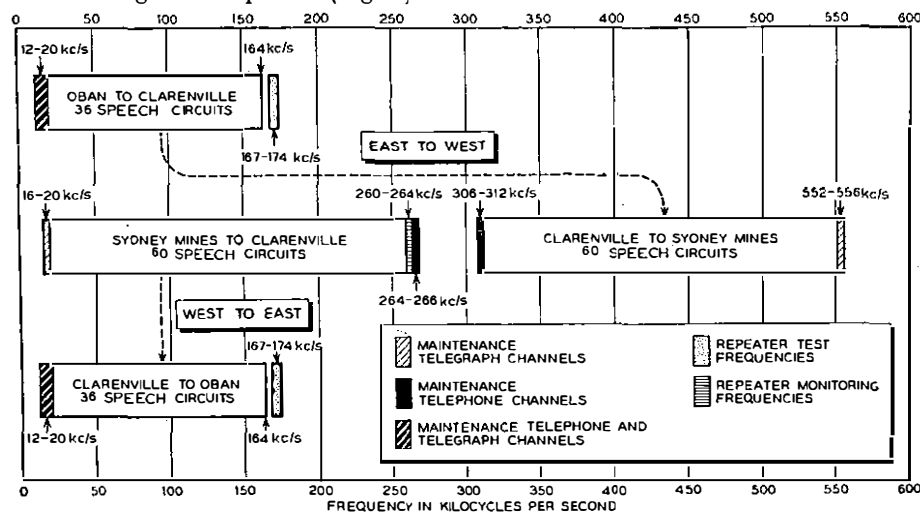 0 50 100 150 200 250 300 350 400 450 500 550 600
12-20 kc/s
164 kc/s
OBAN TO CLARENVILLE
36 SPEECH CIRCUITS
167-174 kc/s
EAST TO WEST
16-20 kc/s
260-264 kc/s
306-312 kc/s
552-556 kc/s
SYDNEY MINES TO CLARENVILLE
60 SPEECH CIRCUITS
CLARENVILLE TO SYDNEY MINES
60 SPEECH CIRCUITS
264-266 kc/s
WEST TO EAST
167-174 kc/s
CLARENVILLE TO OBAN
36 SPEECH CIRCUITS
12-20 kc/s
164 kc/s
MAINTENANCE
TELEGRAPH CHANNELS
MAINTENANCE
TELEPHONE CHANNELS
MAINTENANCE TELEPHONE AND
TELEGRAPH CHANNELS
REPEATER TEST
FREQUENCIES
REPEATER MONITORING
FREQUENCIES
0 50 100 150 200 250 300 350 400 450 500 550 600
FREQUENCY IN KILOCYCLES PER SECOND